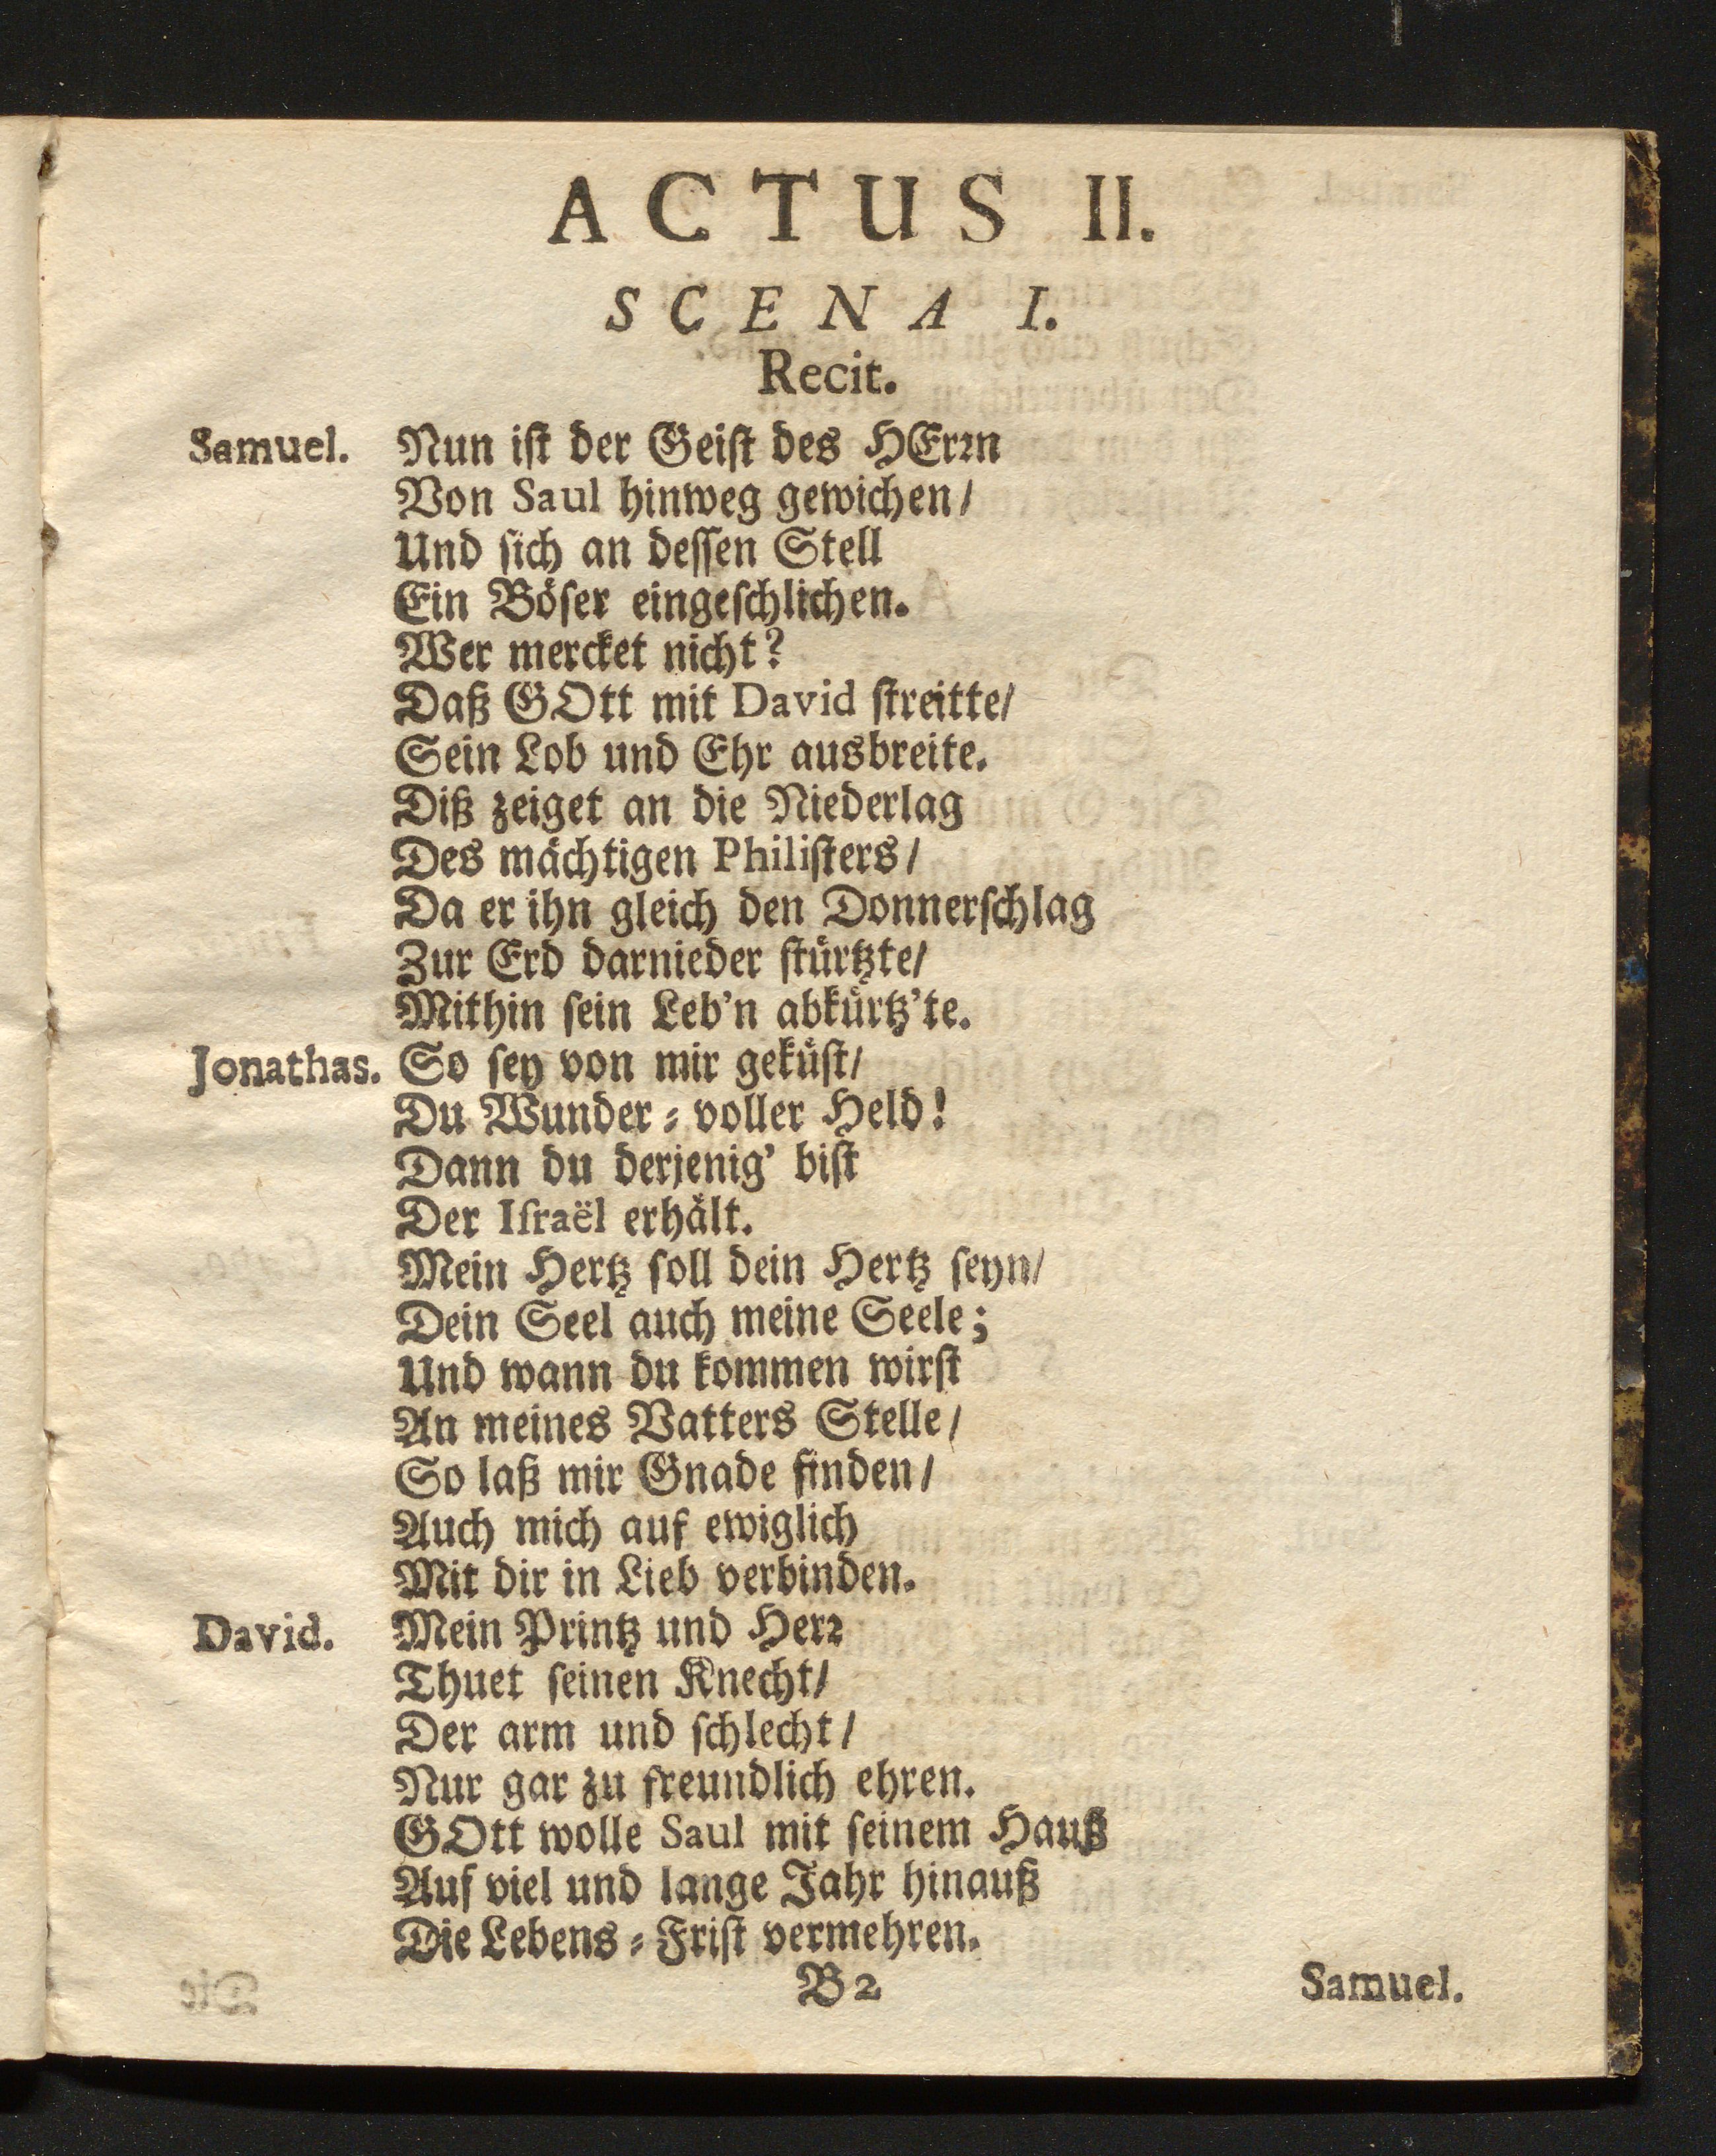 ACTUS II.
SCENA I.
Recit.
Samuel. Nun iſt der Geiſt des HErꝛn
Von Saul hinweg gewichen/
Und ſich an deſſen Stell
Ein Böſer eingeſchlichen.
Wer mercket nicht?
Daß GOtt mit David ſtreitte/
Sein Lob und Ehr ausbreite.
Diß zeiget an die Niederlag
Des mächtigen Philiſters/
Da er ihn gleich den Donnerſchlag
Zur Erd darnieder ſtürtzte/
Mithin ſein Leb'n abkürtz'te.
Jonathas. So ſey von mir geküſt/
Du Wunder⸗voller Held!
Dann du derjenig' biſt
Der Iſraël erhält.
Mein Hertz ſoll dein Hertz ſeyn/
Dein Seel auch meine Seele;
Und wann du kommen wirſt
An meines Vatters Stelle/
So laß mir Gnade finden/
Auch mich auf ewiglich
Mit dir in Lieb verbinden.
David. Mein Printz und Herꝛ
Thuet ſeinen Knecht/
Der arm und ſchlecht/
Nur gar zu freundlich ehren.
GOtt wolle Saul mit ſeinem Hauß
Auf viel und lange Jahr hinauß
Die Lebens⸗Friſt vermehren.
B2 Samuel.